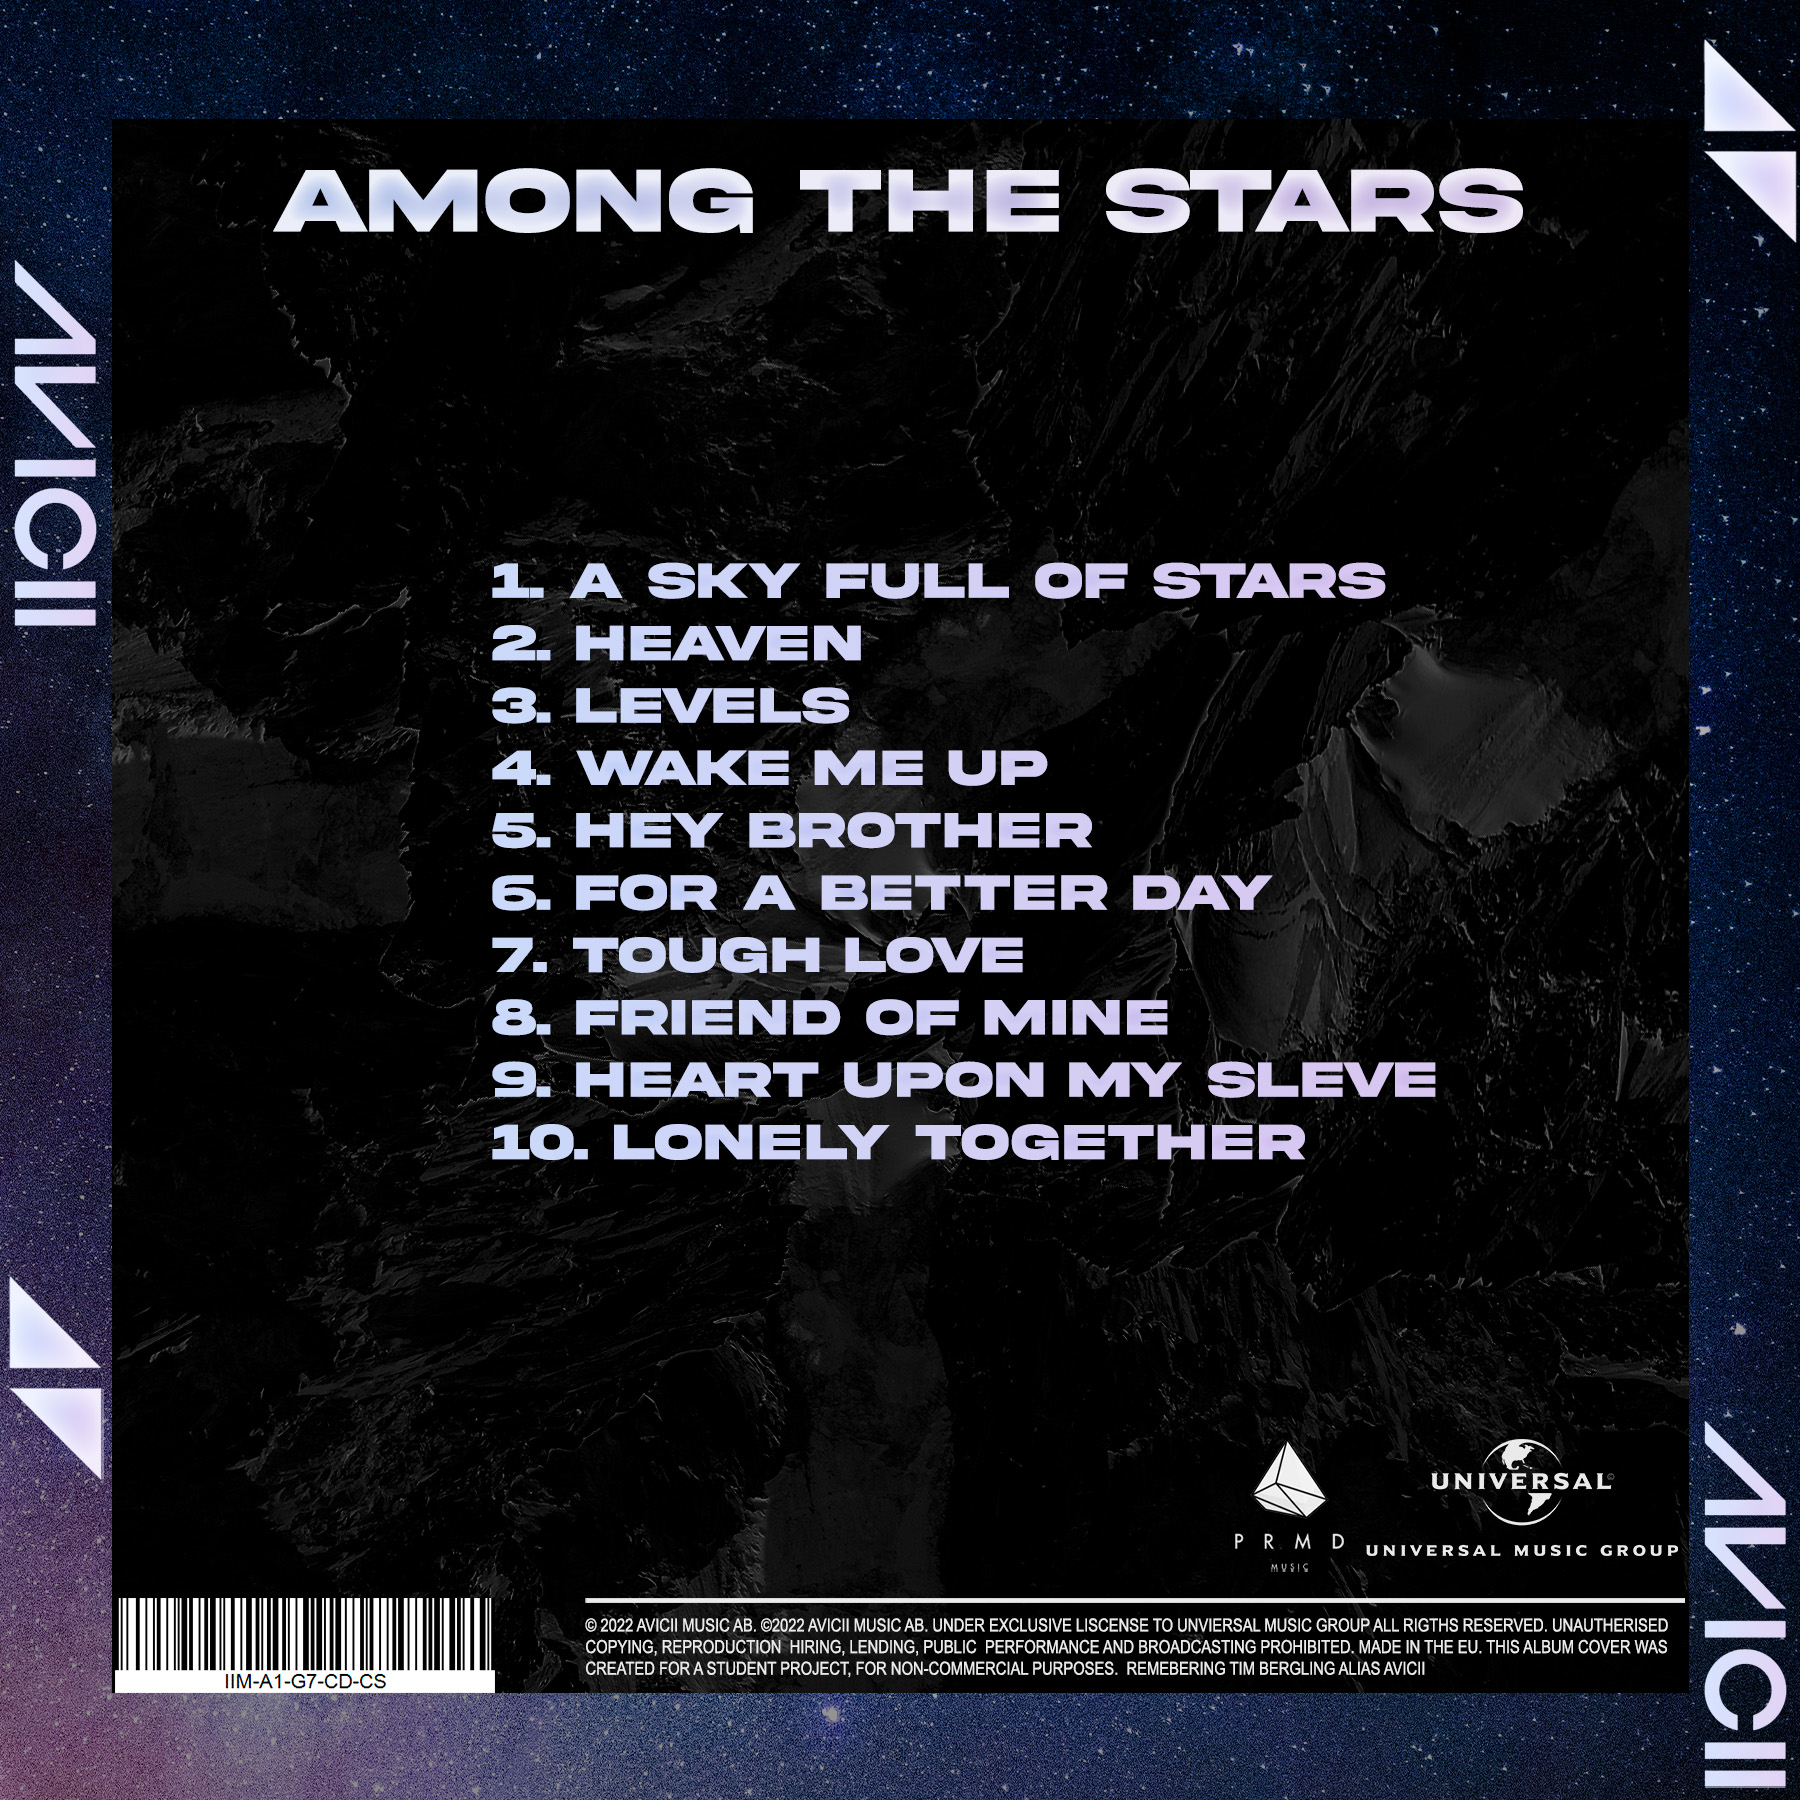 AMONG THE STARS
AVICII
1. A SKY FULL OF STARS
2. HEAVEN
3. LEVELS
4. WAKE ME UP
5. HEY BROTHER
6. FOR A BETTER DAY
7. TOUGH LOVE
8. FRIEND OF MINE
9. HEART UPON MY SLEVE
10. LONELY TOGETHER
UNIVERSAL©
PRMD
MUSIC
UNIVERSAL MUSIC GROUP
IIM-A1-G7-CD-CS
© 2022 AVICII MUSIC AB. ©2022 AVICII MUSIC AB. UNDER EXCLUSIVE LISCENSE TO UNVIERSAL MUSIC GROUP ALL RIGTHS RESERVED. UNAUTHERISED
COPYING, REPRODUCTION HIRING, LENDING, PUBLIC PERFORMANCE AND BROADCASTING PROHIBITED. MADE IN THE EU. THIS ALBUM COVER WAS
CREATED FOR A STUDENT PROJECT, FOR NON-COMMERCIAL PURPOSES. REMEBERING TIM BERGLING ALIAS AVICII
AVICII